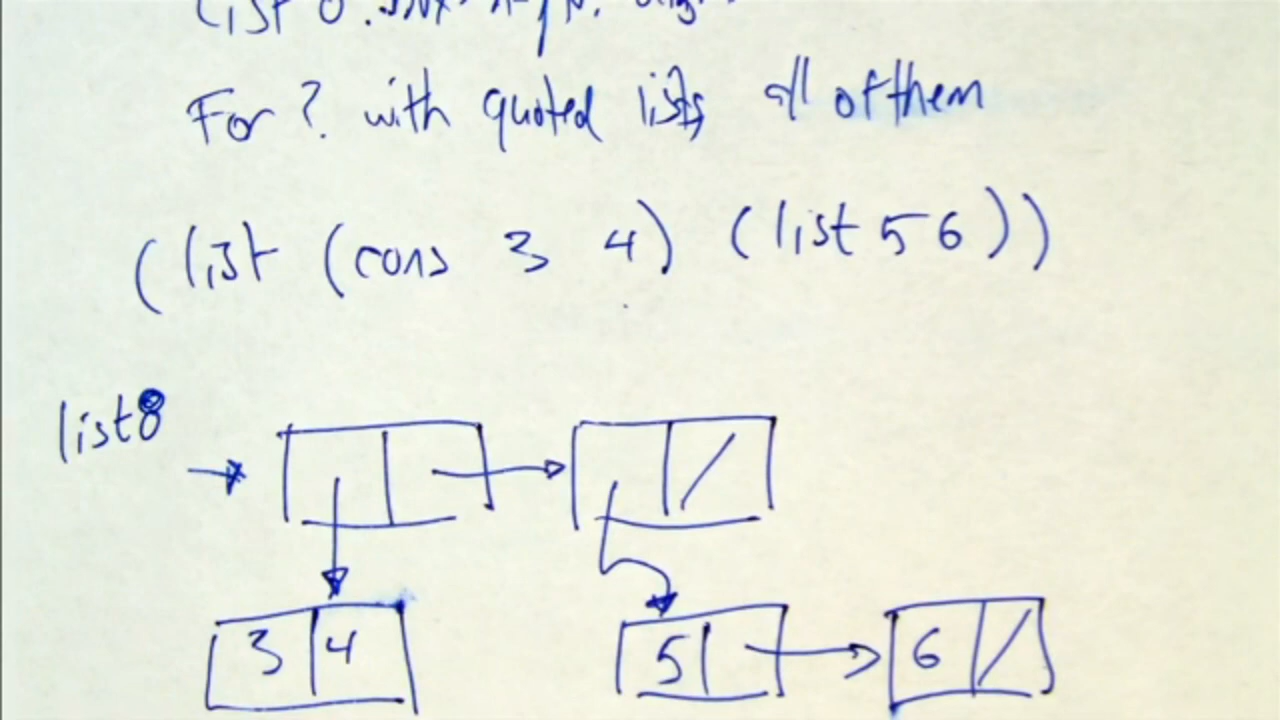 For ? with quoted lists all of them
(list (cons 3 4) (list 5 6))
list8
3 4 5 6